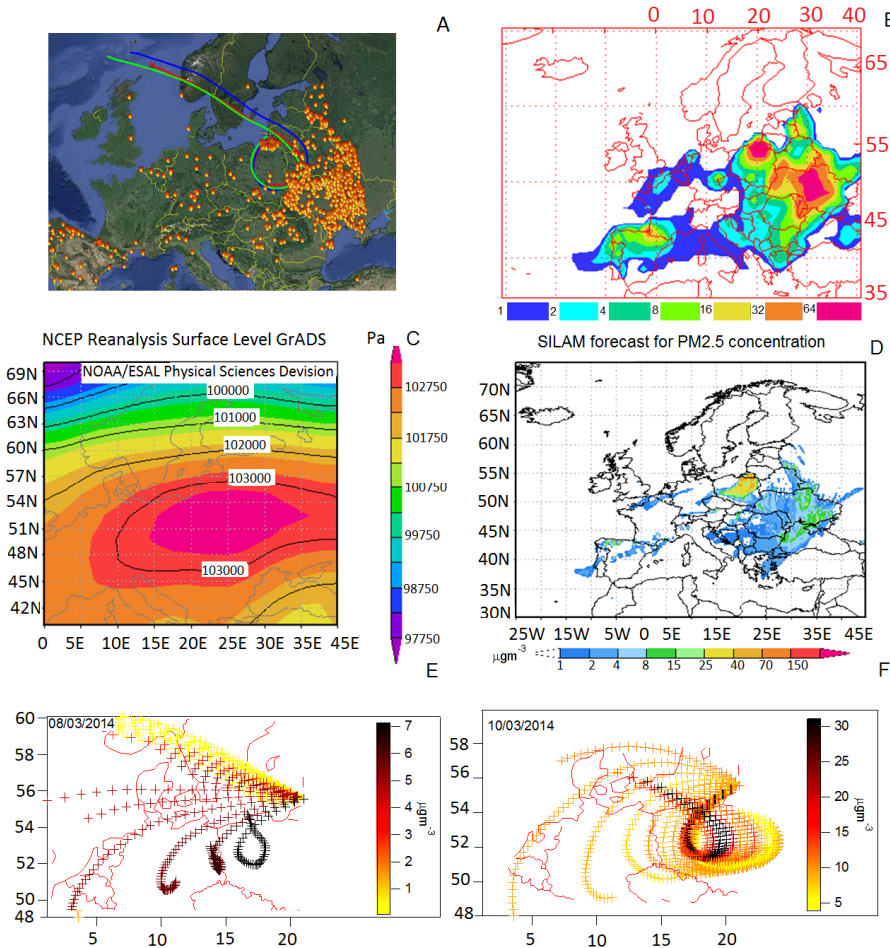 A
B
0 10 20 30 40
65
55
45
35
1 2 4 8 16 32 64
NCEP Reanalysis Surface Level GrADS
Pa
C
NOAA/ESAL Physical Sciences Devision
69N
66N
63N
60N
57N
54N
51N
48N
45N
42N
100000
101000
102000
103000
103000
0 5E 10E 15E 20E 25E 30E 35E 45E
102750
101750
100750
99750
98750
97750
SILAM forecast for PM2.5 concentration
D
70N
65N
60N
55N
50N
45N
40N
35N
30N
25W 15W 5W 0 5E 15E 25E 35E 45E
µgm-3
1 2 4 8 15 25 40 70 150
E
08/03/2014
60
58
56
54
52
50
48
5 10 15 20
7
6
5
4
3
2
1
µgm-3
F
10/03/2014
58
56
54
52
50
48
5 10 15 20
30
25
20
15
10
5
µgm-3